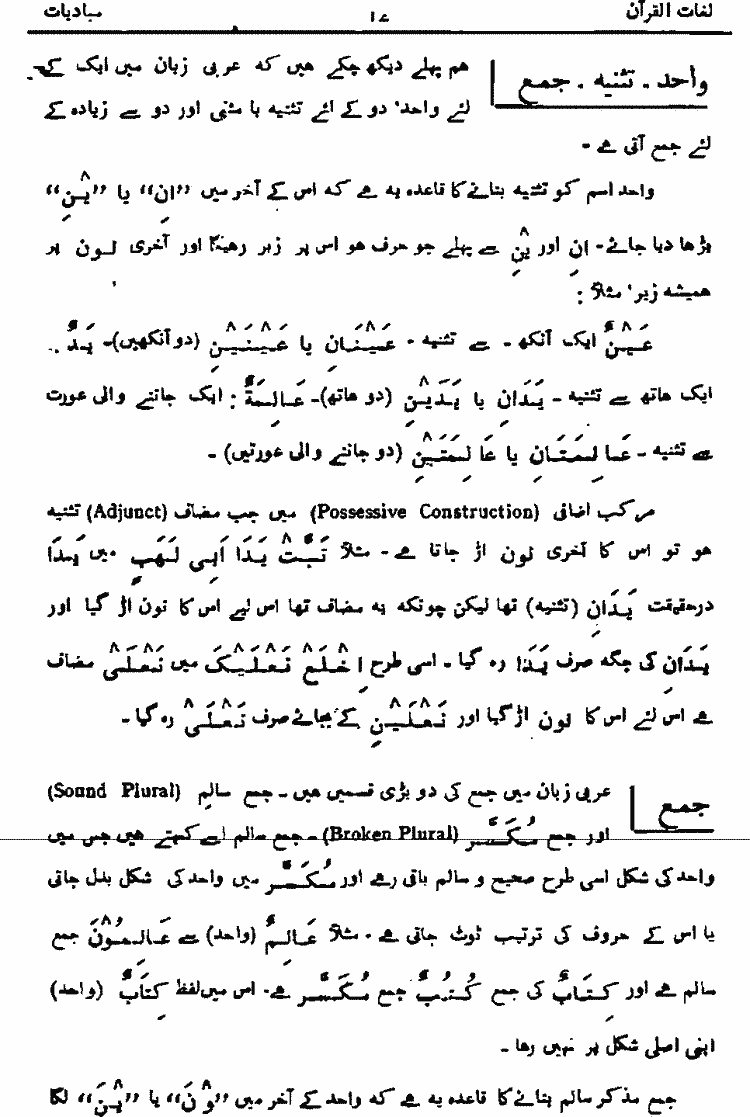 لغات القرآن ١٤ مبادیات
واحد ۔ تثنیہ ۔ جمع
ہم پہلے دیکھ چکے ہیں کہ عربی زبان میں ایک کے
لئے واحد' دو کے لئے تثنیہ یا مثنی اور دو سے زیادہ کے
لئے جمع آتی ہے ۔
واحد اسم کو تثنیہ بنانے کا قاعدہ یہ ہے کہ اس کے آخر میں ”انِ“ یا ”یْنِ“
بڑھا دیا جائے ۔ انِ اور یْنِ سے پہلے جو حرف ہو اس پر زبر رہیگا اور آخری نون پر
ہمیشہ زیر' مثلاً :
عَیْنٌ ایک آنکھ ۔ سے تثنیہ ۔ عَیْنَانِ یا عَیْنَیْنِ (دو آنکھیں)۔ یَدٌ ۔
ایک ہاتھ سے تثنیہ ۔ یَدَانِ یا یَدَیْنِ (دو ہاتھ)۔ عَالِمَةٌ : ایک جاننے والی عورت
سے تثنیہ ۔ عَالِمَتَانِ یا عَالِمَتَیْنِ (دو جاننے والی عورتیں) ۔
مرکب اضافی (Possessive Construction) میں جب مضاف (Adjunct) تثنیہ
ہو تو اس کا آخری نون اڑ جاتا ہے ۔ مثلاً تَبَّتْ یَدَا اَبِی لَہَبٍ میں یَدَا
درحقیقت یَدَانِ (تثنیہ) تھا لیکن چونکہ یہ مضاف تھا اس لیے اس کا نون اڑ گیا اور
یَدَانِ کی جگہ صرف یَدَا رہ گیا ۔ اسی طرح اِخْلَعْ نَعْلَیْکَ میں نَعْلَیْ مضاف
ہے اس لئے اس کا نون اڑ گیا اور نَعْلَیْنِ کے بجائے صرف نَعْلَیْ رہ گیا ۔
جمع
عربی زبان میں جمع کی دو بڑی قسمیں ہیں ۔ جمع سالم (Sound Plural)
اور جمع مُکَسَّر (Broken Plural) ۔ جمع سالم اسے کہتے ہیں جس میں
واحد کی شکل اسی طرح صحیح و سالم باقی رہے اور مُکَسَّر میں واحد کی شکل بدل جاتی
یا اس کے حروف کی ترتیب ٹوٹ جاتی ہے ۔ مثلاً عَالِمٌ (واحد) سے عَالِمُوْنَ جمع
سالم ہے اور کِتَابٌ کی جمع کُتُبٌ جمع مُکَسَّر ہے ۔ اس میں لفظ کِتَابٌ (واحد)
اپنی اصلی شکل پر نہیں رہا ۔
جمع مذکر سالم بنانے کا قاعدہ یہ ہے کہ واحد کے آخر میں ”وْنَ“ یا ”یْنَ“ لگا